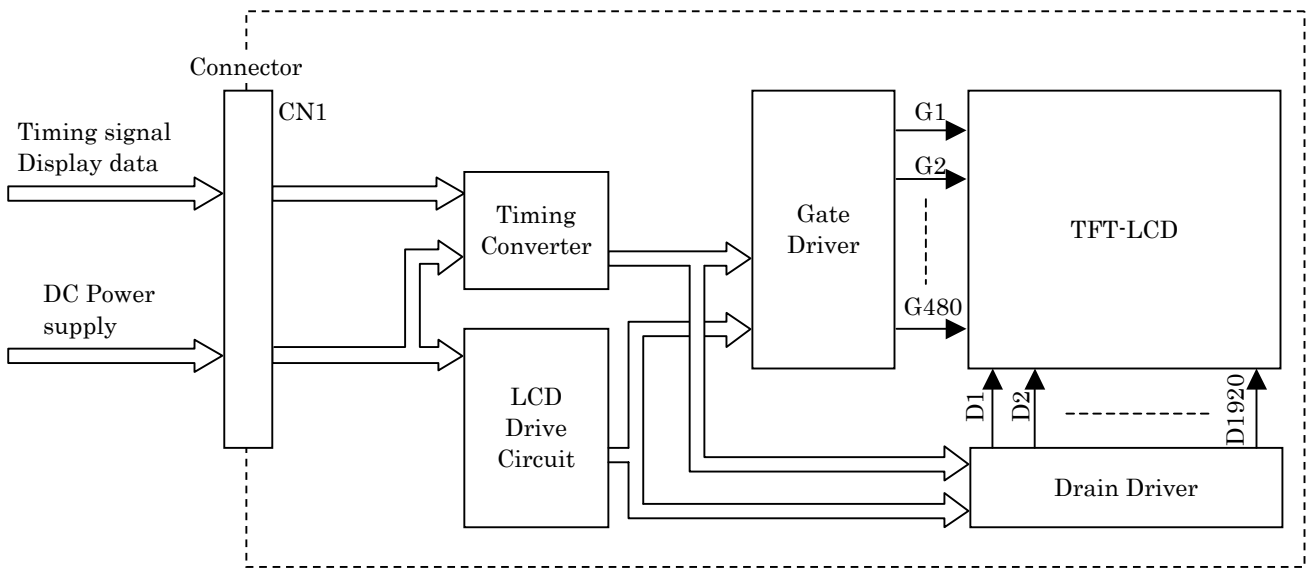 Connector
CN1
Timing signal
Display data
DC Power
supply
Timing
Converter
LCD
Drive
Circuit
Gate
Driver
G1
G2
G480
TFT-LCD
D1
D2
D1920
Drain Driver